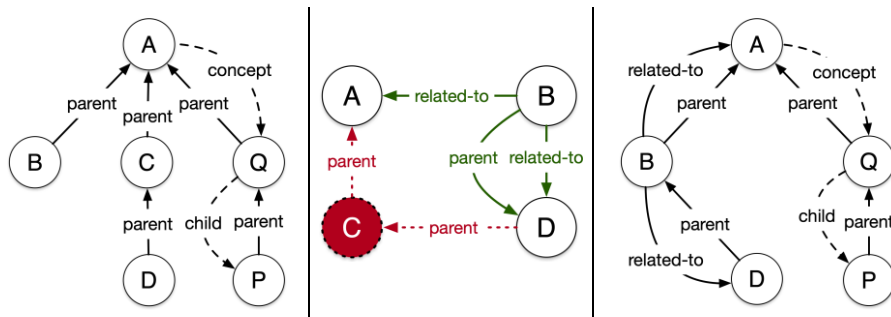 A
concept
parent
parent
parent
B
C
Q
parent
child
parent
D
P
A
related-to
B
parent
parent
related-to
C
parent
D
A
related-to
concept
parent
parent
B
Q
parent
child
parent
related-to
D
P